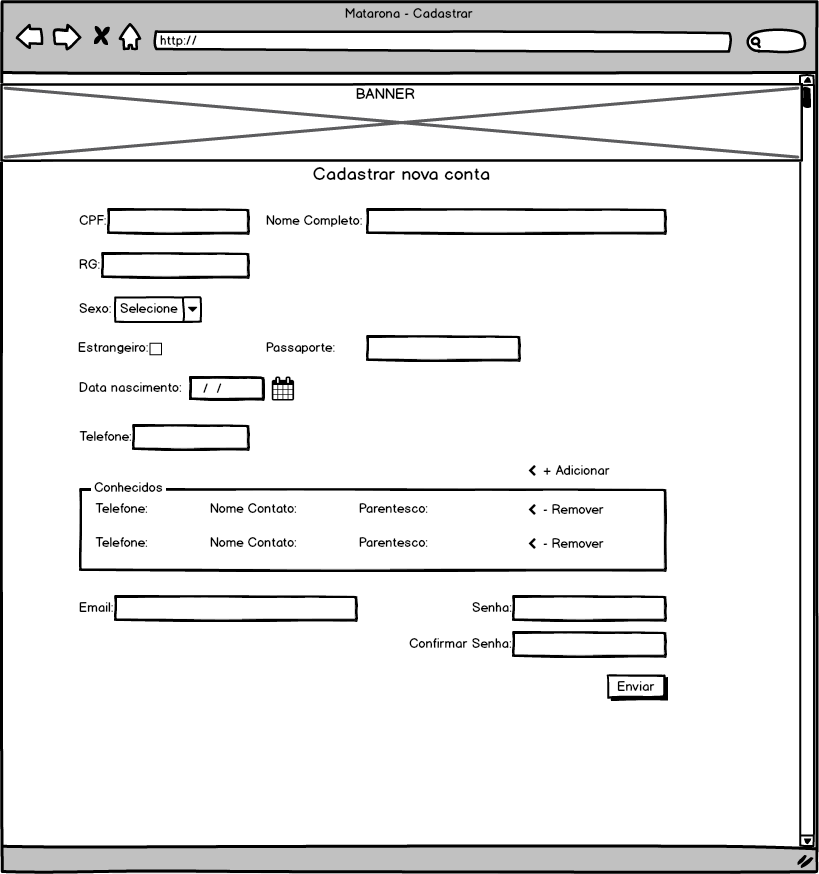 Matarona - Cadastrar
http://
BANNER
Cadastrar nova conta
CPF: Nome Completo:
RG:
Sexo: Selecione
Estrangeiro: Passaporte:
Data nascimento: / /
Telefone:
+ Adicionar
Conhecidos
Telefone: Nome Contato: Parentesco: - Remover
Telefone: Nome Contato: Parentesco: - Remover
Email: Senha:
Confirmar Senha:
Enviar